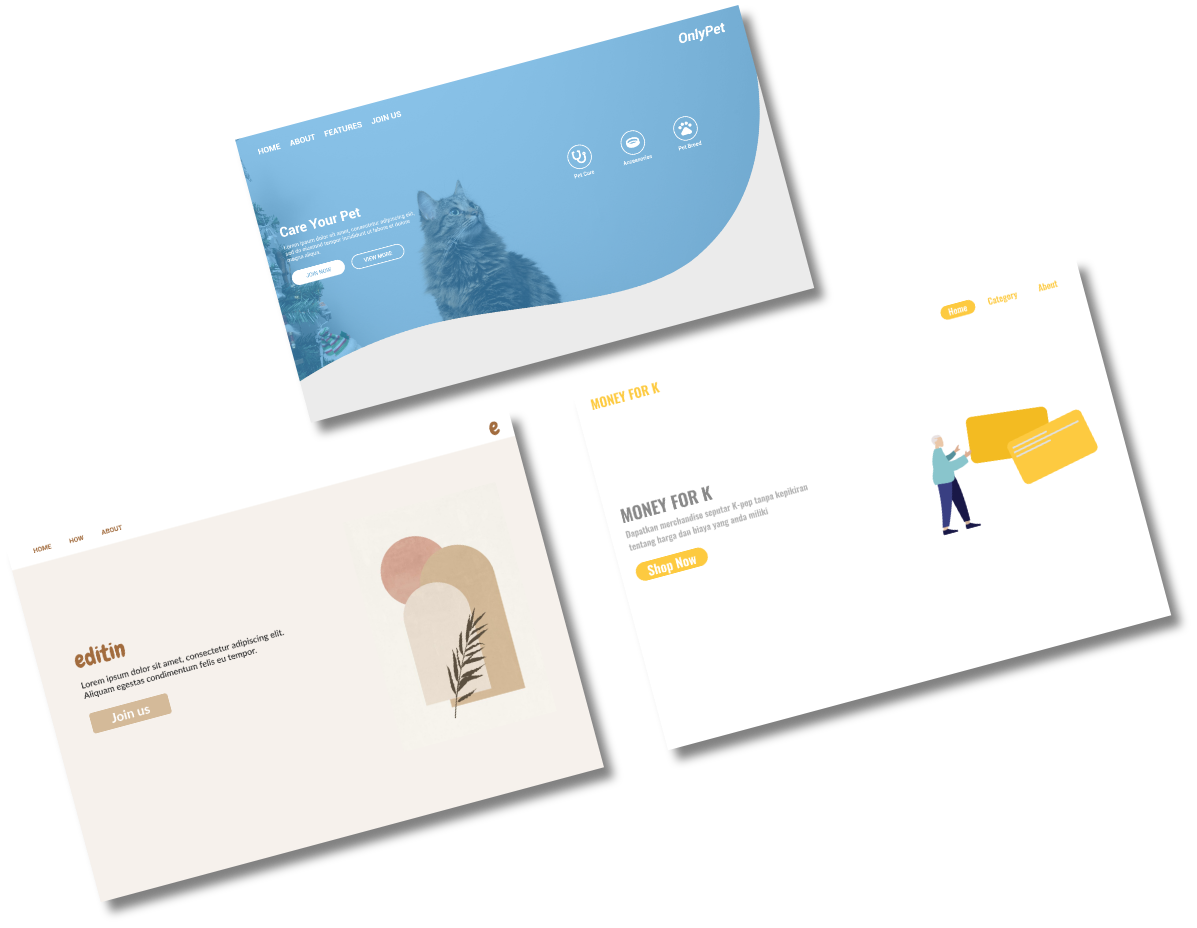 OnlyPet
HOME ABOUT FEATURES JOIN US
Pet Care
Accessories
Pet Breed
Care Your Pet
Lorem ipsum dolor sit amet, consectetur adipiscing elit,
sed do eiusmod tempor incididunt ut labore et dolore
magna aliqua.
JOIN NOW
VIEW MORE
Home Catagory About
MONEY FOR K
MONEY FOR K
Dapatkan merchandise seputar K-pop tanpa kepikiran
tentang harga dan biaya yang anda miliki
Shop Now
e
HOME HOW ABOUT
editin
Lorem ipsum dolor sit amet, consectetur adipiscing elit.
Aliquam egestas condimentum felis eu tempor.
Join us